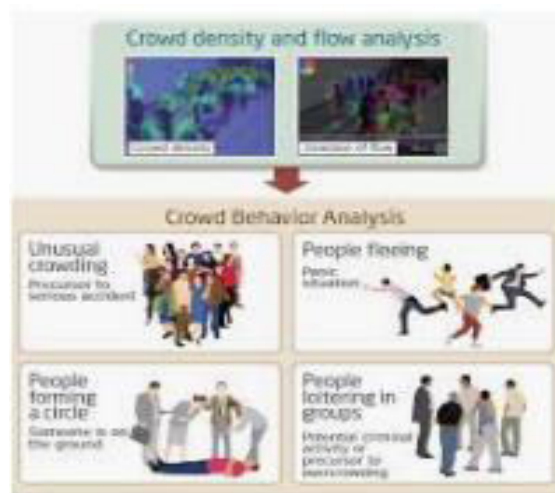 Crowd density and flow analysis
Crowd density
Direction of flow
Crowd Behavior Analysis
Unusual
crowding
Precursor to
serious accident
People fleeing
Panic
situation
People
forming
a circle
Someone is on
the ground
People
loitering in
groups
Potential criminal
activity or
precursor to
overcrowding